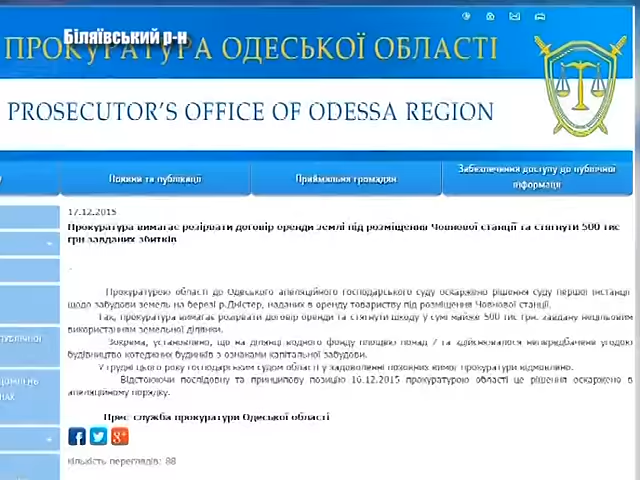 Біляївський р-н
ПРОКУРАТУРА ОДЕСЬКОЇ ОБЛАСТІ
PROSECUTOR'S OFFICE OF ODESSA REGION
Новини та публікації
Приймальня громадян
Забезпечення доступу до публічної
інформації
17.12.2015
Прокуратура вимагає розірвати договір оренди землі під розміщення Човнової станції та стягнути 500 тис
грн завданих збитків
Прокуратурою області до Одеського апеляційного господарського суду оскаржено рішення суду першої інстанції
щодо забудови земель на березі р.Дністер, наданих в оренду товариству під розміщення Човнової станції.
Так, прокуратура вимагає розірвати договір оренди та стягнути шкоду у сумі майже 500 тис грн. завдану нецільовим
використанням земельної ділянки.
Зокрема, установлено, що на ділянці водного фонду площею понад 7 га здійснювалося непередбачене угодою
будівництво котеджних будинків з ознаками капітальної забудови.
У грудні цього року господарським судом області у задоволенні позовних вимог прокуратури відмовлено.
Відстоюючи послідовну та принципову позицію 16.12.2015 прокуратурою області це рішення оскаржено в
апеляційному порядку.
Прес служба прокуратури Одеської області
кількість переглядів: 88